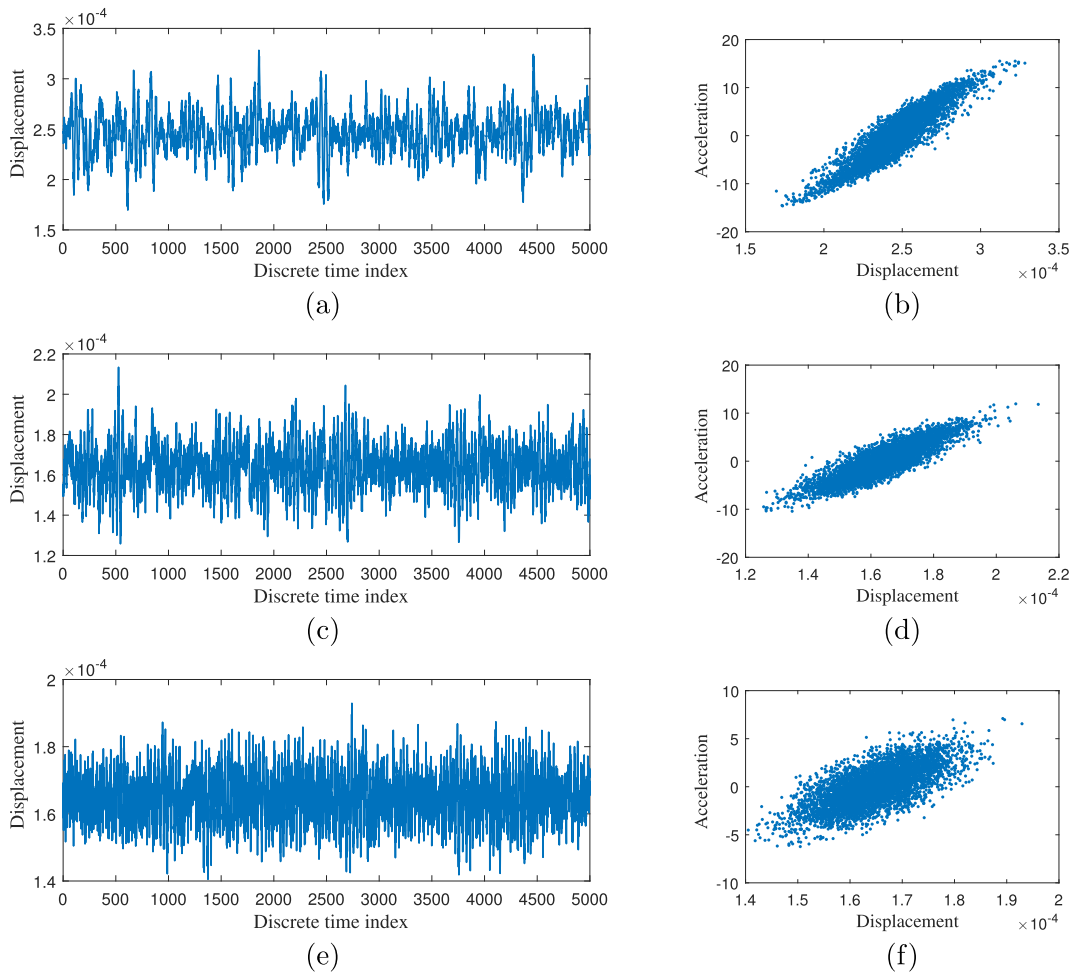 ×10⁻⁴
3.5
3
2.5
2
1.5
Displacement
0 500 1000 1500 2000 2500 3000 3500 4000 4500 5000
Discrete time index
(a)
20
10
0
-10
-20
Acceleration
1.5 2 2.5 3 3.5
Displacement
×10⁻⁴
(b)
×10⁻⁴
2.2
2
1.8
1.6
1.4
1.2
Displacement
0 500 1000 1500 2000 2500 3000 3500 4000 4500 5000
Discrete time index
(c)
20
10
0
-10
-20
Acceleration
1.2 1.4 1.6 1.8 2 2.2
Displacement
×10⁻⁴
(d)
×10⁻⁴
2
1.8
1.6
1.4
Displacement
0 500 1000 1500 2000 2500 3000 3500 4000 4500 5000
Discrete time index
(e)
10
5
0
-5
-10
Acceleration
1.4 1.5 1.6 1.7 1.8 1.9 2
Displacement
×10⁻⁴
(f)